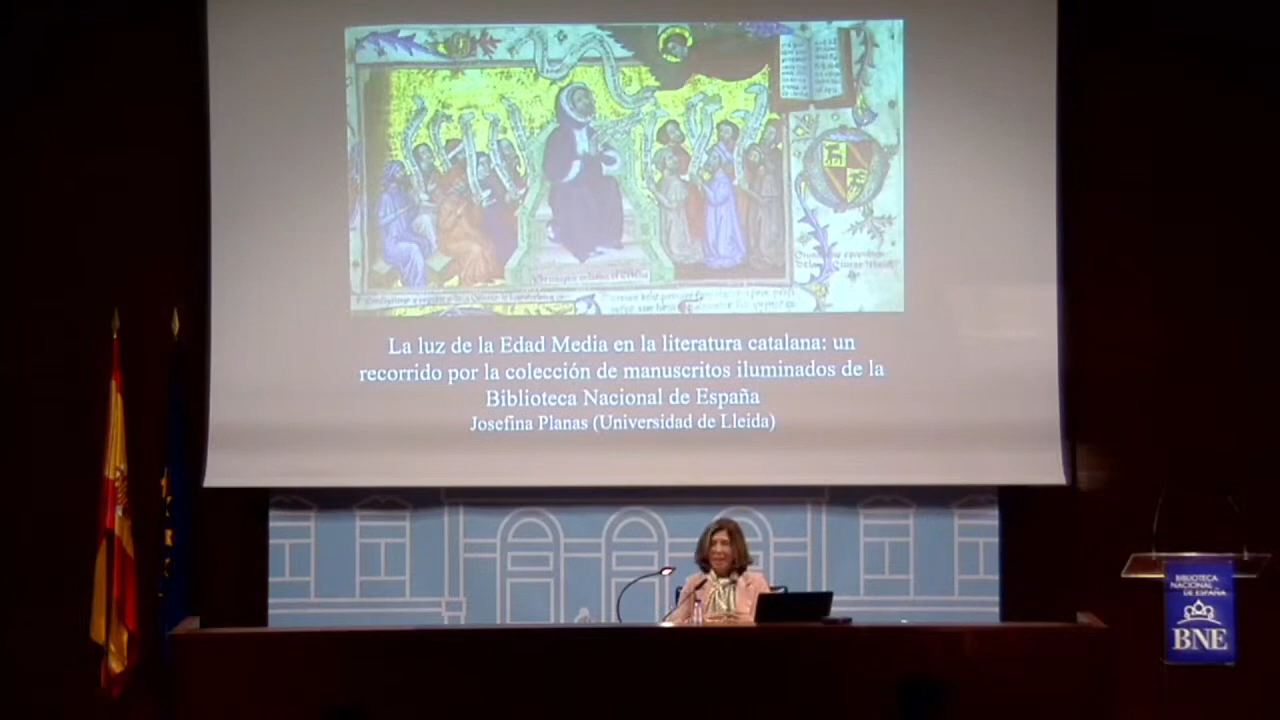 La luz de la Edad Media en la literatura catalana: un
recorrido por la colección de manuscritos iluminados de la
Biblioteca Nacional de España
Josefina Planas (Universidad de Lleida)
BIBLIOTECA
NACIONAL
DE ESPAÑA
BNE